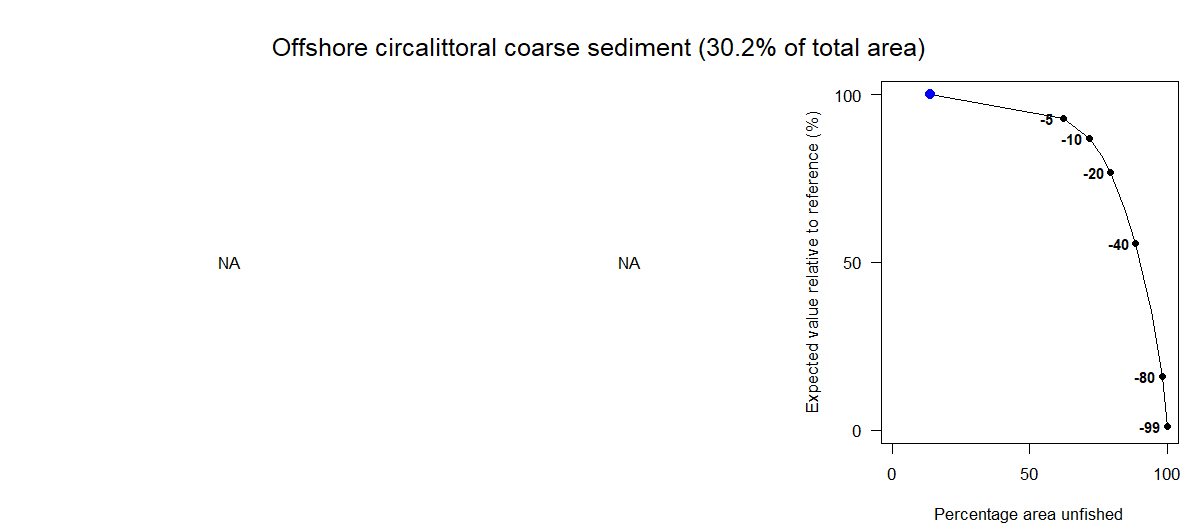 Offshore circalittoral coarse sediment (30.2% of total area)
NA
NA
Expected value relative to reference (%)
100
50
0
-5
-10
-20
-40
-80
-99
0 50 100
Percentage area unfished